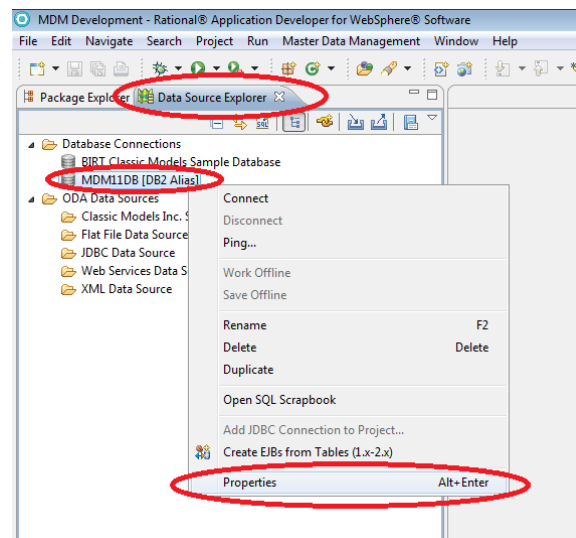 MDM Development - Rational® Application Developer for WebSphere® Software
File Edit Navigate Search Project Run Master Data Management Window Help
Package Explorer Data Source Explorer
Database Connections
BIRT Classic Models Sample Database
MDM11DB [DB2 Alias]
ODA Data Sources
Classic Models Inc. S
Flat File Data Source
JDBC Data Source
Web Services Data S
XML Data Source
Connect
Disconnect
Ping...
Work Offline
Save Offline
Rename F2
Delete Delete
Duplicate
Open SQL Scrapbook
Add JDBC Connection to Project...
Create EJBs from Tables (1.x-2.x)
Properties Alt+Enter